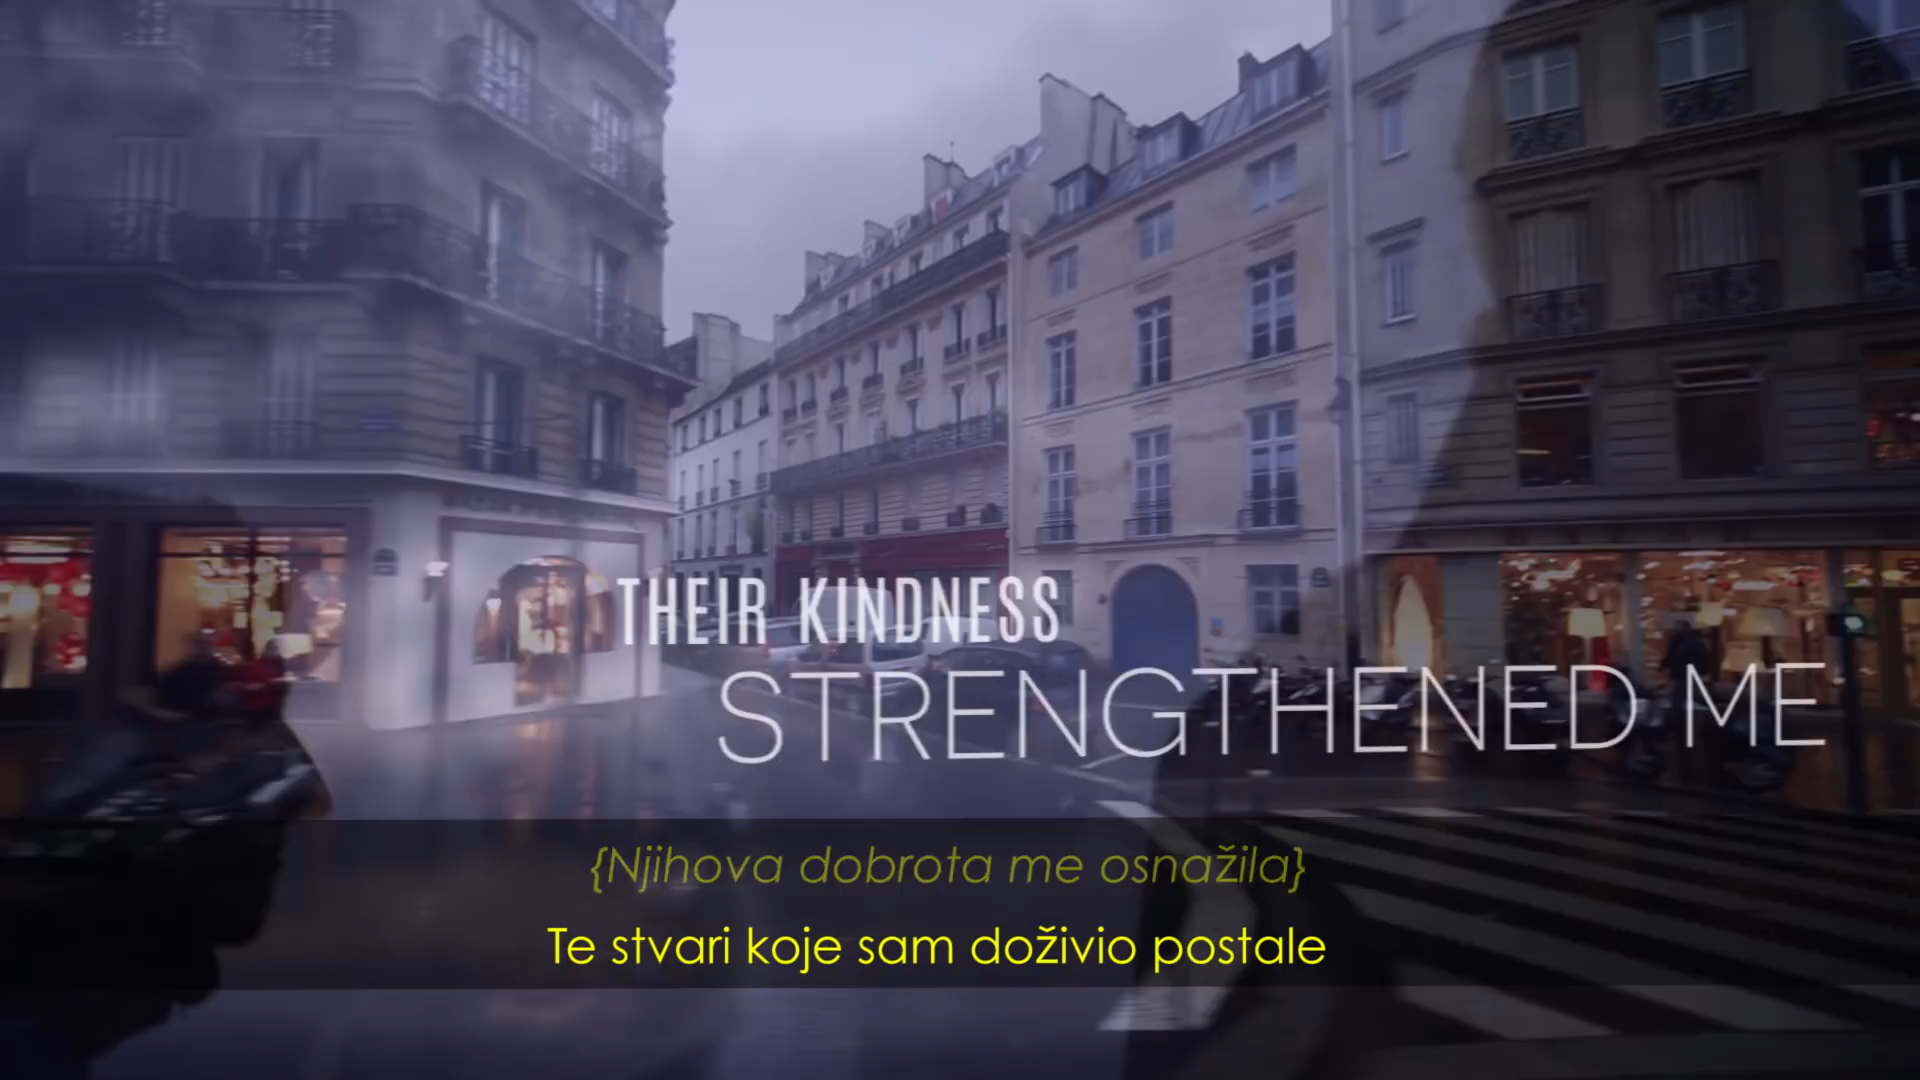 THEIR KINDNESS
STRENGTHENED ME
{Njihova dobrota me osnažila}
Te stvari koje sam doživio postale